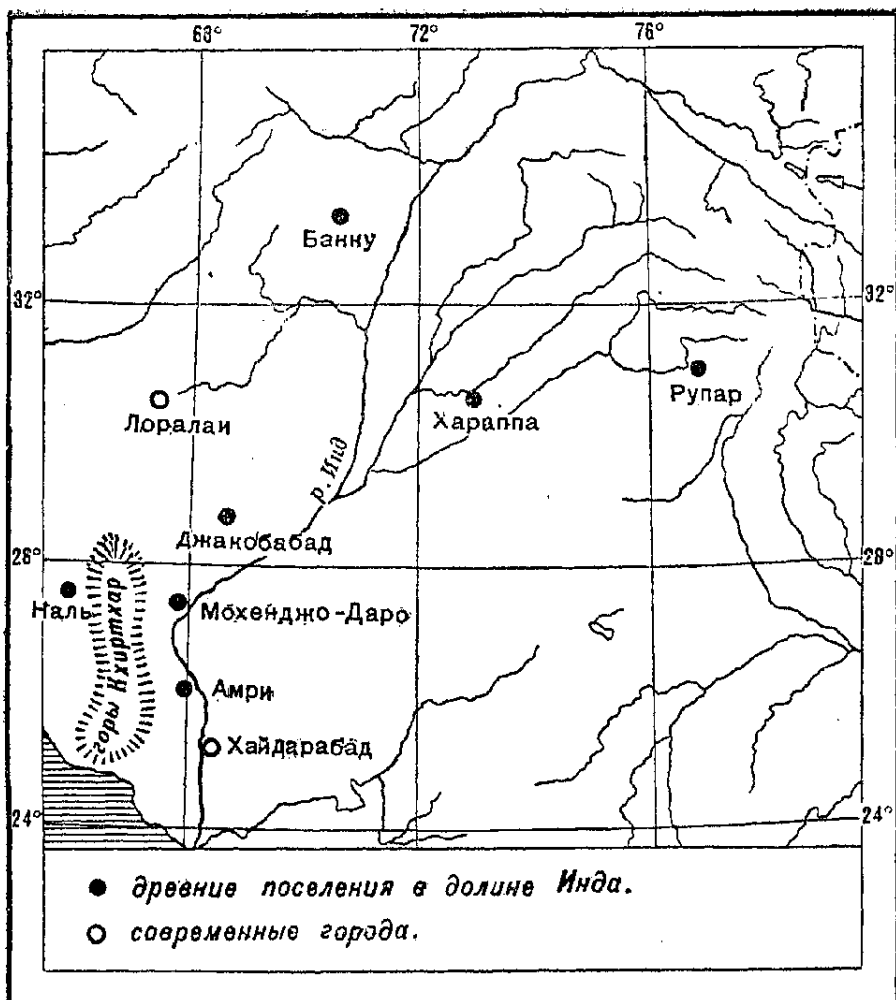 68° 72° 76°
Банну
32° 32°
Лоралаи
Хараппа
Рупар
р. Инд
Джакобабад
28° 28°
Наль
горы Кхиртхар
Мохенджо-Даро
Амри
Хайдарабад
24° 24°
древние поселения в долине Инда.
современные города.